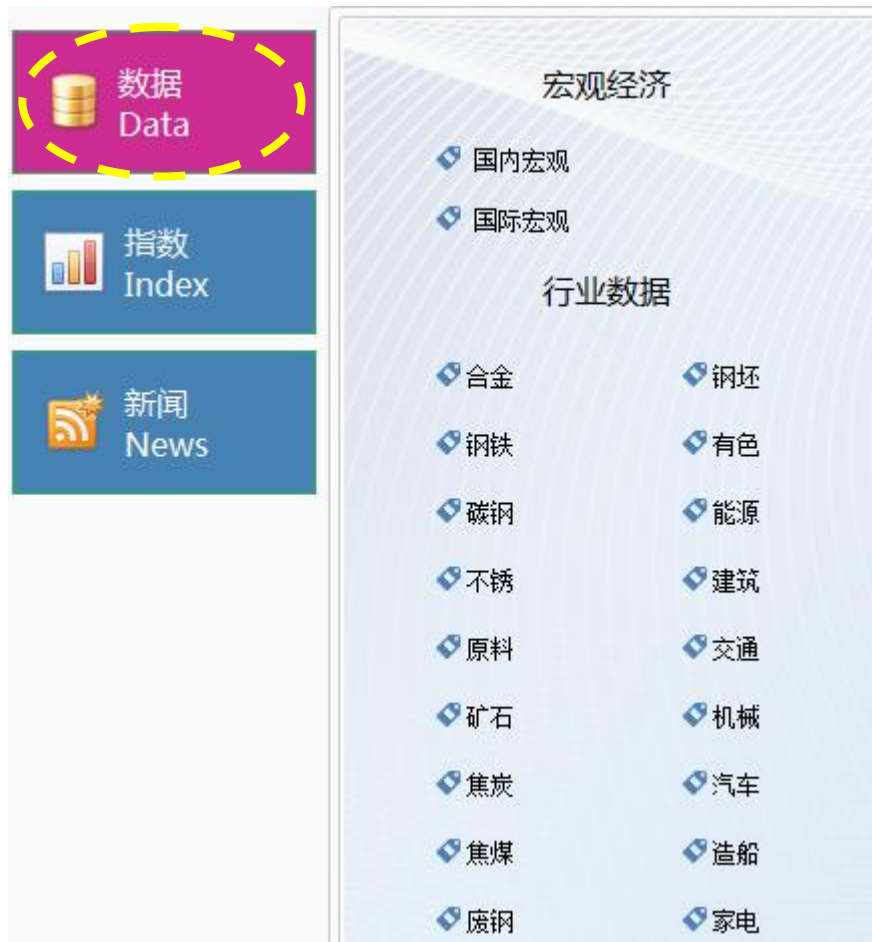 数据
Data
指数
Index
新闻
News
宏观经济
国内宏观
国际宏观
行业数据
合金 钢坯
钢铁 有色
碳钢 能源
不锈 建筑
原料 交通
矿石 机械
焦炭 汽车
焦煤 造船
废钢 家电